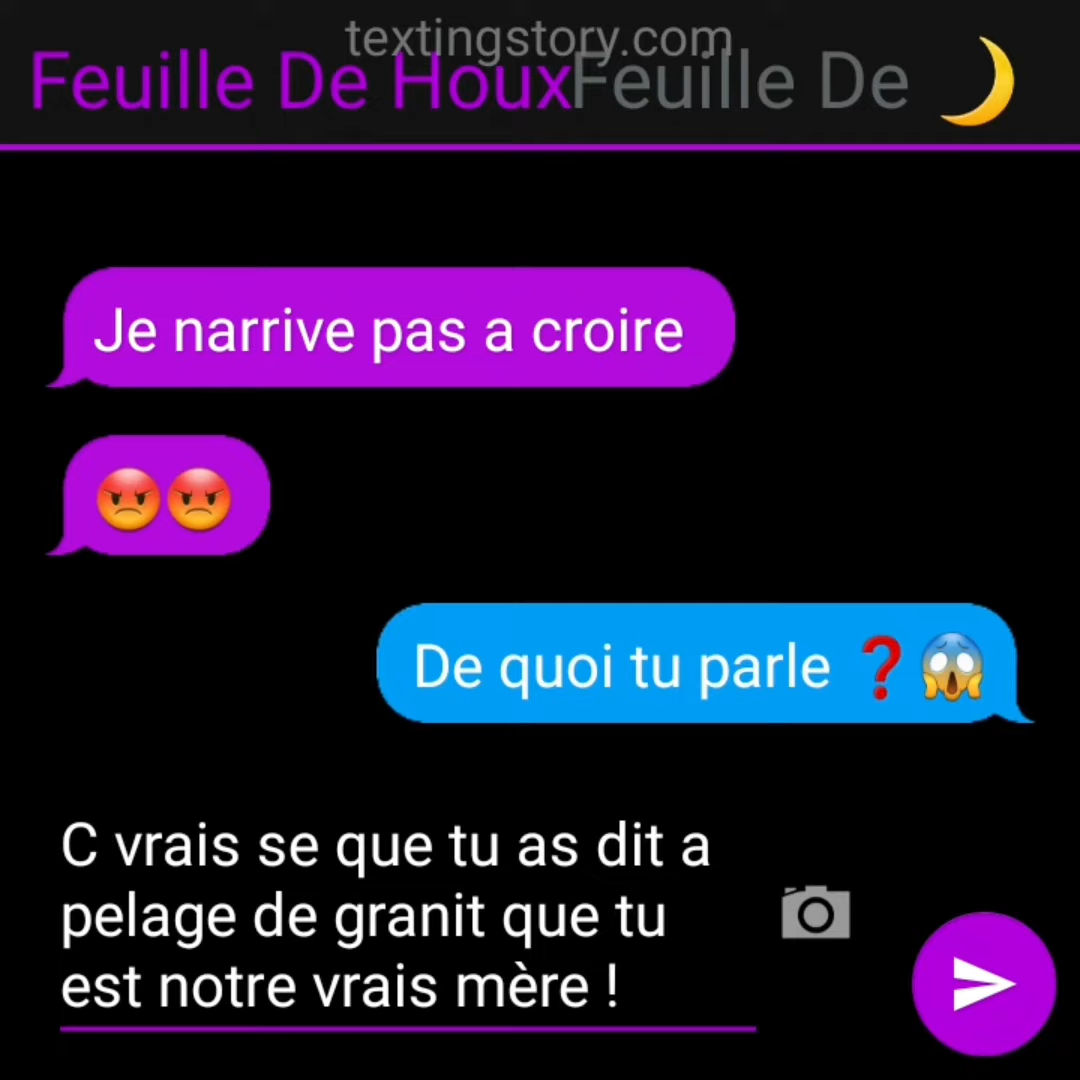 textingstory.com
Feuille De HouxFeuille De 🌙
Je narrive pas a croire
😡😡
De quoi tu parle ❓😱
C vrais se que tu as dit a
pelage de granit que tu
est notre vrais mère !